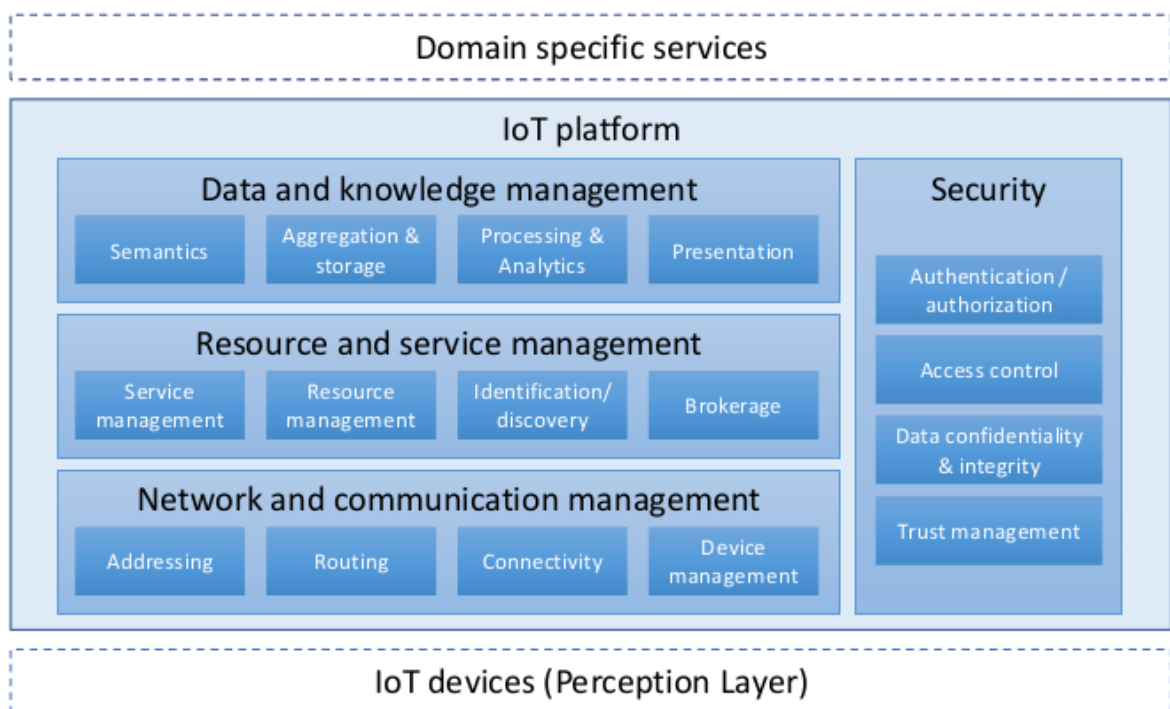 Domain specific services
IoT platform
Data and knowledge management
Semantics
Aggregation &
storage
Processing &
Analytics
Presentation
Resource and service management
Service
management
Resource
management
Identification/
discovery
Brokerage
Network and communication management
Addressing
Routing
Connectivity
Device
management
Security
Authentication /
authorization
Access control
Data confidentiality
& integrity
Trust management
IoT devices (Perception Layer)